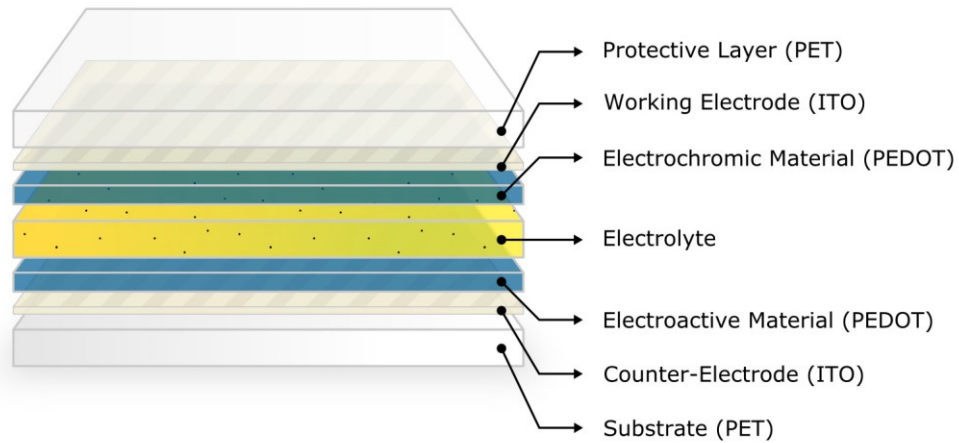 Protective Layer (PET)
Working Electrode (ITO)
Electrochromic Material (PEDOT)
Electrolyte
Electroactive Material (PEDOT)
Counter-Electrode (ITO)
Substrate (PET)